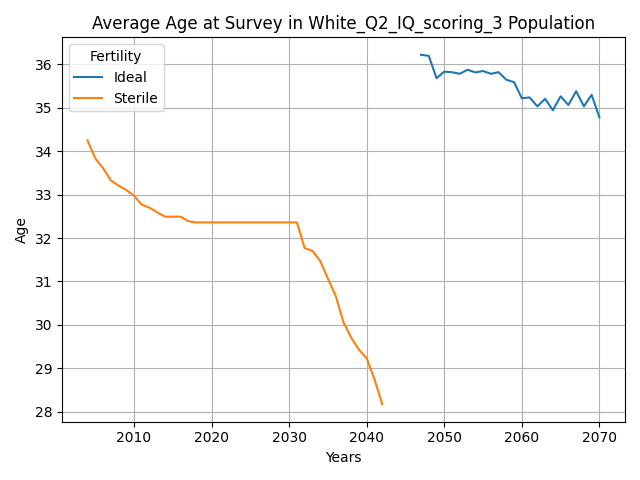 Average Age at Survey in White_Q2_IQ_scoring_3 Population
Fertility
Ideal
Sterile
Age
36
35
34
33
32
31
30
29
28
2010 2020 2030 2040 2050 2060 2070
Years